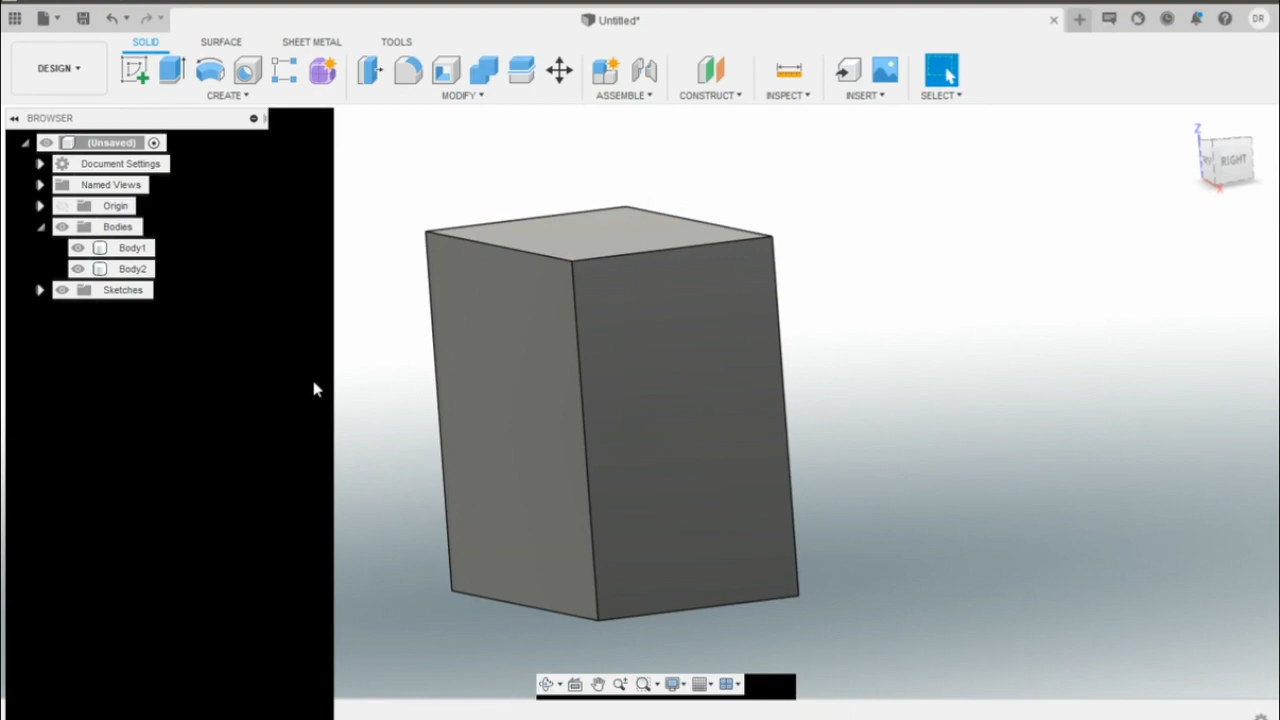 Untitled*
DR
SOLID
SURFACE
SHEET METAL
TOOLS
DESIGN
CREATE
MODIFY
ASSEMBLE
CONSTRUCT
INSPECT
INSERT
SELECT
BROWSER
(Unsaved)
Document Settings
Named Views
Origin
Bodies
Body1
Body2
Sketches
Z
RIGHT
X